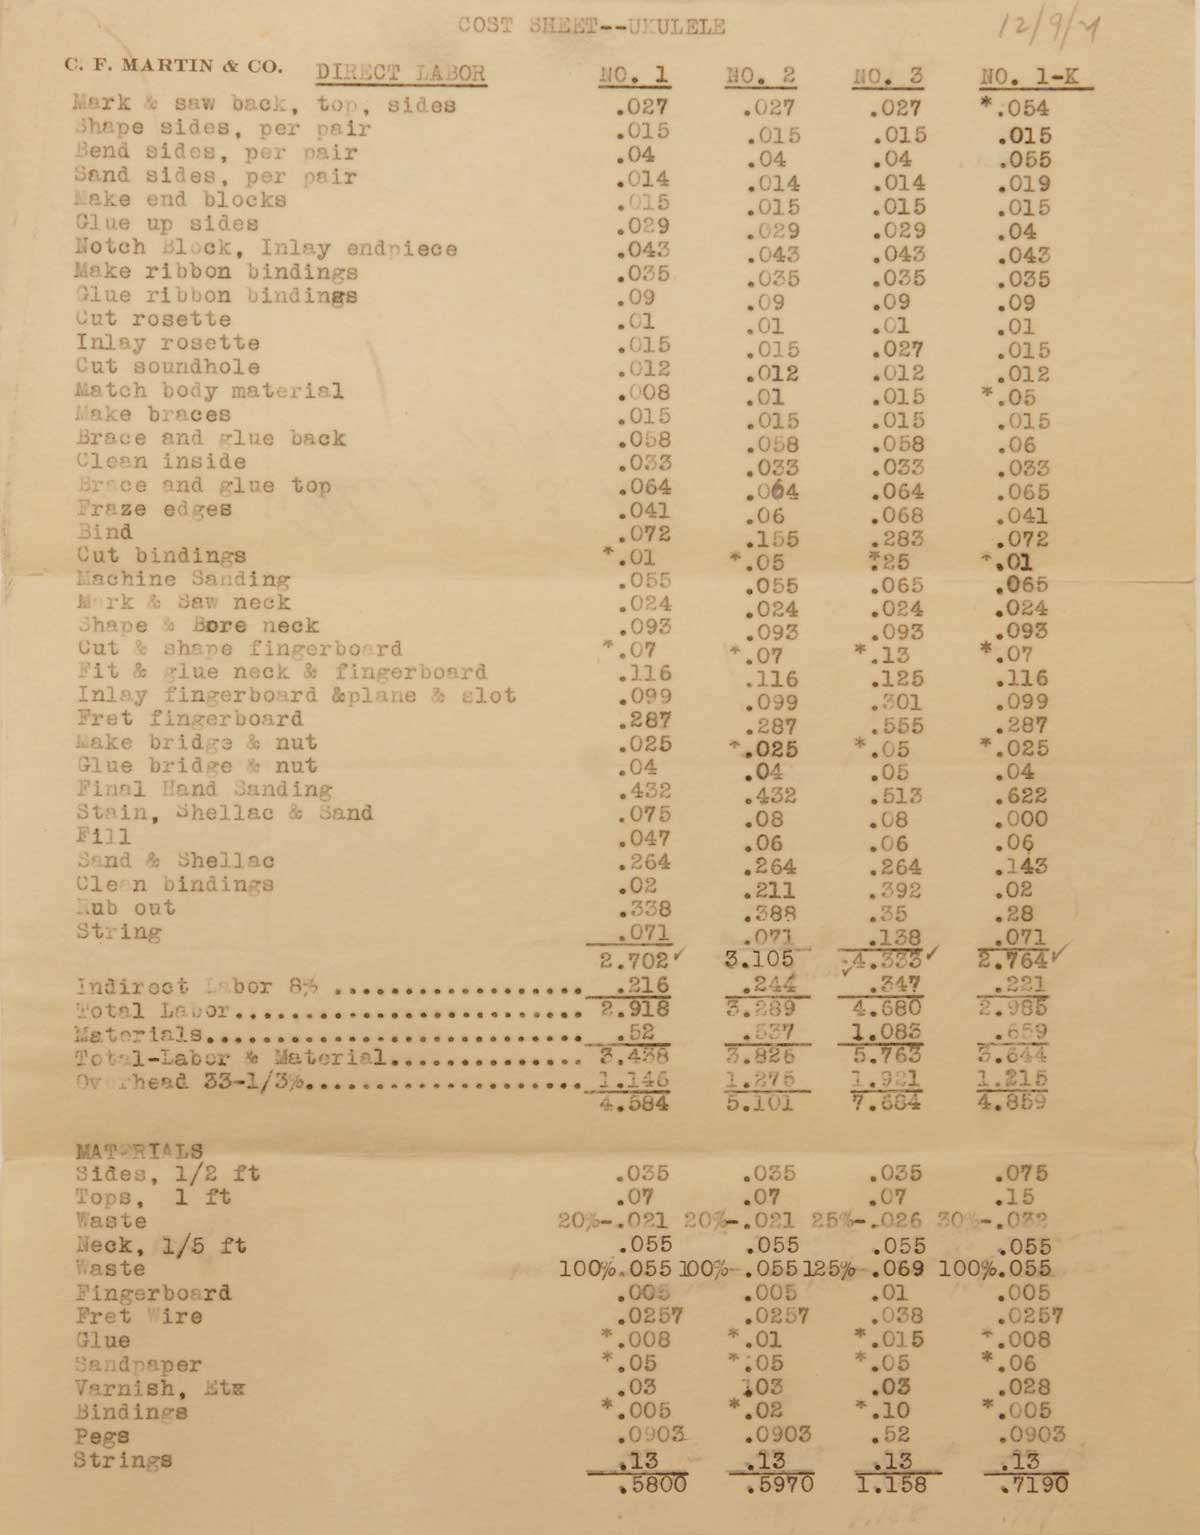 COST SHEET--UKULELE
C. F. MARTIN & CO. DIRECT LABOR NO. 1 NO. 2 NO. 3 NO. 1-K
Mark & saw back, top, sides .027 .027 .027 *.054
Shape sides, per pair .015 .015 .015 .015
Bend sides, per pair .04 .04 .04 .055
Sand sides, per pair .014 .014 .014 .019
Make end blocks .015 .015 .015 .015
Glue up sides .029 .029 .029 .04
Notch Block, Inlay endpiece .043 .043 .043 .043
Make ribbon bindings .035 .035 .035 .035
Glue ribbon bindings .09 .09 .09 .09
Cut rosette .01 .01 .01 .01
Inlay rosette .015 .015 .027 .015
Cut soundhole .012 .012 .012 .012
Match body material .008 .01 .015 *.05
Make braces .015 .015 .015 .015
Brace and glue back .058 .058 .058 .06
Clean inside .033 .033 .033 .033
Brace and glue top .064 .064 .064 .065
Fraze edges .041 .06 .068 .041
Bind .072 .155 .283 .072
Cut bindings *.01 *.05 *.25 *.01
Machine Sanding .055 .055 .065 .065
Mark & Saw neck .024 .024 .024 .024
Shape & Bore neck .093 .093 .093 .093
Cut & shape fingerboard *.07 *.07 *.13 *.07
Fit & glue neck & fingerboard .116 .116 .125 .116
Inlay fingerboard &plane & slot .099 .099 .301 .099
Fret fingerboard .287 .287 .555 .287
Make bridge & nut .025 *.025 *.05 *.025
Glue bridge & nut .04 .04 .05 .04
Final Hand Sanding .432 .432 .513 .622
Stain, Shellac & Sand .075 .08 .08 .000
Fill .047 .06 .06 .06
Sand & Shellac .264 .264 .264 .143
Clean bindings .02 .211 .392 .02
Rub out .338 .388 .35 .28
String .071 .071 .138 .071
2.702✓ 3.105 4.333✓ 2.764✓
Indirect Labor 8% .................. .216 .244 .347 .221
Total Labor......................... 2.918 3.289 4.680 2.985
Materials........................... .52 .537 1.083 .659
Total-Labor & Material.............. 3.438 3.826 5.763 3.644
Overhead 33-1/3%.................... 1.146 1.275 1.921 1.215
4.584 5.101 7.684 4.859
MATERIALS
Sides, 1/2 ft .035 .035 .035 .075
Tops, 1 ft .07 .07 .07 .15
Waste 20%-.021 20%-.021 25%-.026 30%-.032
Neck, 1/5 ft .055 .055 .055 .055
Waste 100%.055 100%-.055 125%-.069 100%.055
Fingerboard .005 .005 .01 .005
Fret Wire .0257 .0257 .038 .0257
Glue *.008 *.01 *.015 *.008
Sandpaper *.05 *.05 *.05 *.06
Varnish, Etx .03 .03 .03 .028
Bindings *.005 *.02 *.10 *.005
Pegs .0903 .0903 .52 .0903
Strings .13 .13 .13 .13
.5800 .5970 1.158 .7190